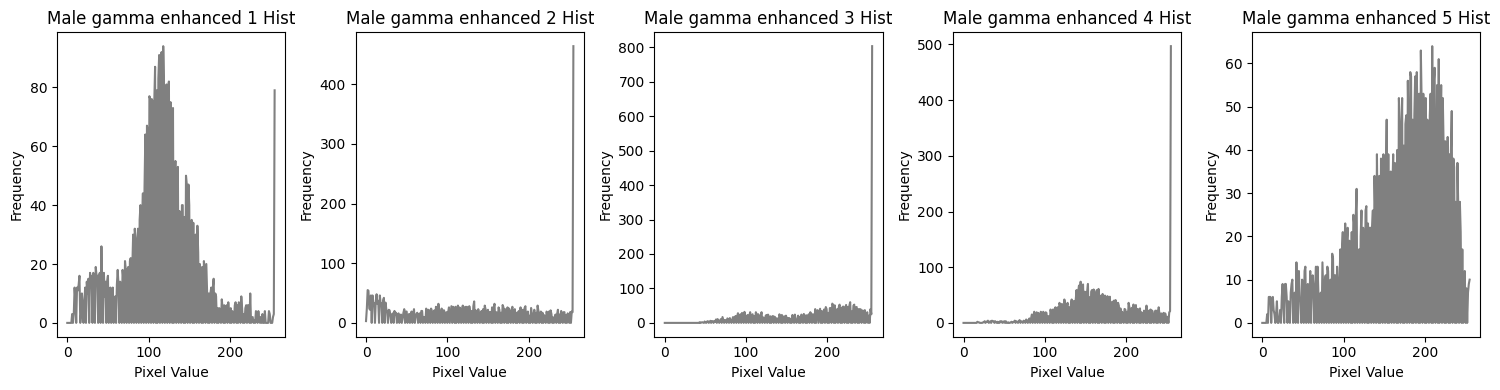 Male gamma enhanced 1 Hist
Frequency
80
60
40
20
0
0 100 200
Pixel Value
Male gamma enhanced 2 Hist
Frequency
400
300
200
100
0
0 100 200
Pixel Value
Male gamma enhanced 3 Hist
Frequency
800
700
600
500
400
300
200
100
0
0 100 200
Pixel Value
Male gamma enhanced 4 Hist
Frequency
500
400
300
200
100
0
0 100 200
Pixel Value
Male gamma enhanced 5 Hist
Frequency
60
50
40
30
20
10
0
0 100 200
Pixel Value